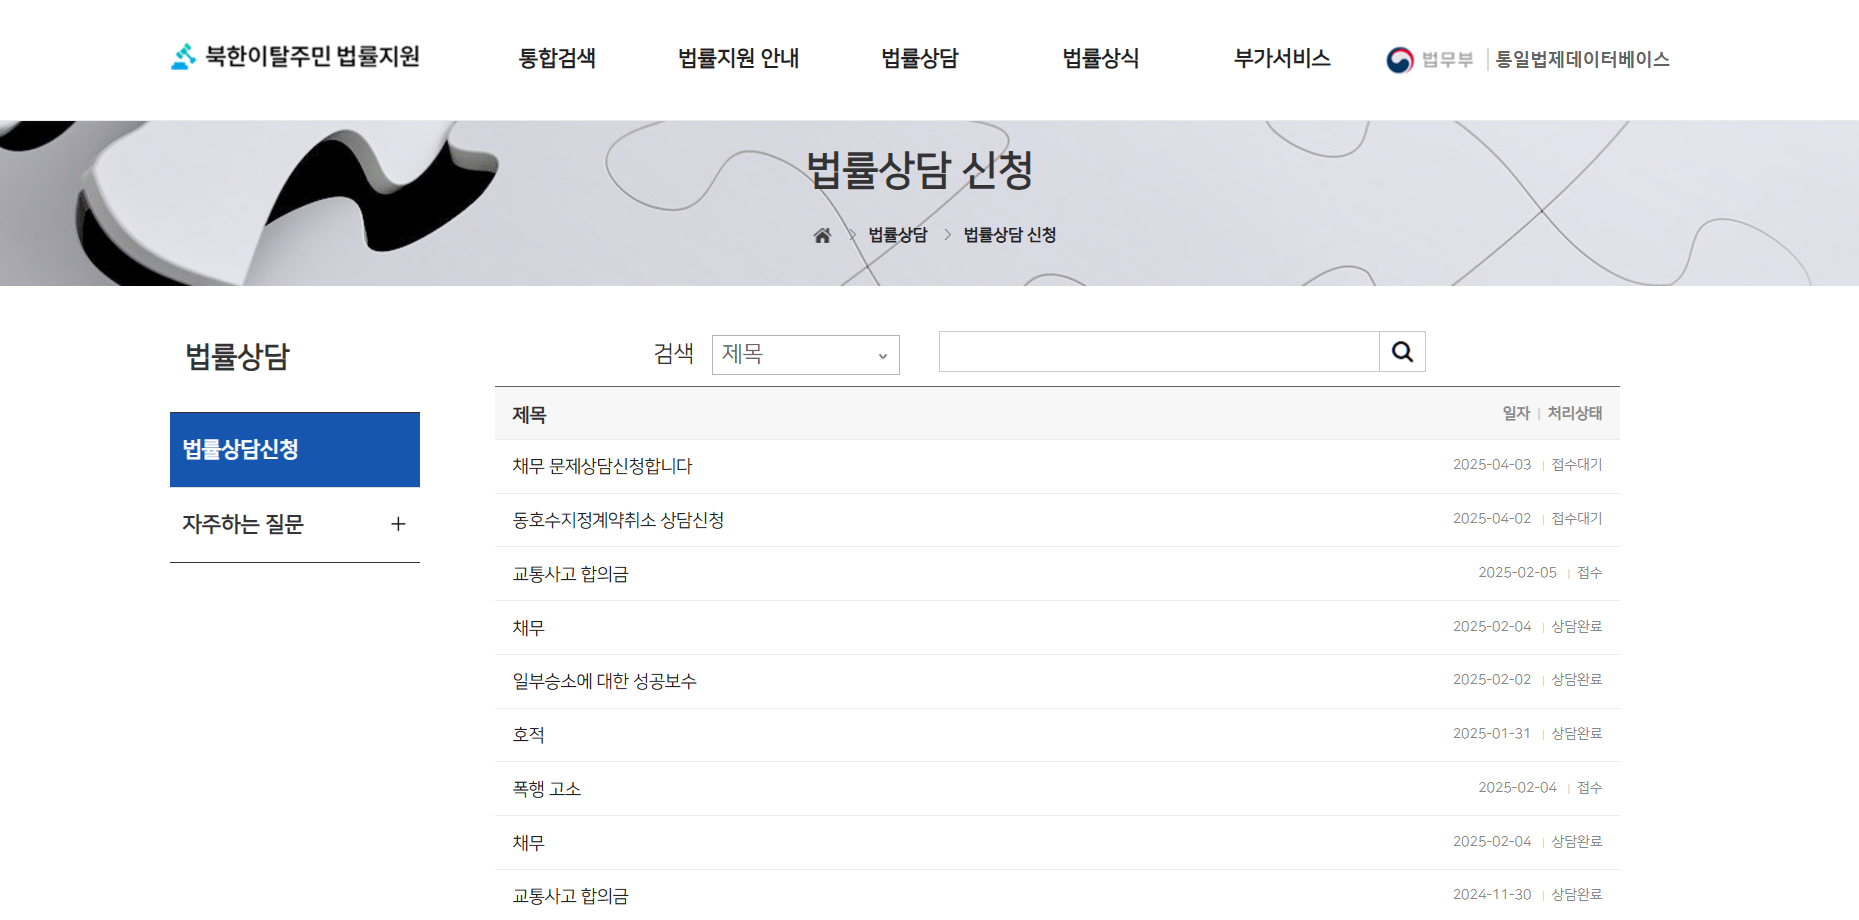 북한이탈주민 법률지원
통합검색
법률지원 안내
법률상담
법률상식
부가서비스
법무부
통일법제데이터베이스
법률상담 신청
법률상담
법률상담 신청
법률상담
법률상담신청
자주하는 질문
검색 제목
제목 일자 | 처리상태
채무 문제상담신청합니다 2025-04-03 | 접수대기
동호수지정계약취소 상담신청 2025-04-02 | 접수대기
교통사고 합의금 2025-02-05 | 접수
채무 2025-02-04 | 상담완료
일부승소에 대한 성공보수 2025-02-02 | 상담완료
호적 2025-01-31 | 상담완료
폭행 고소 2025-02-04 | 접수
채무 2025-02-04 | 상담완료
교통사고 합의금 2024-11-30 | 상담완료